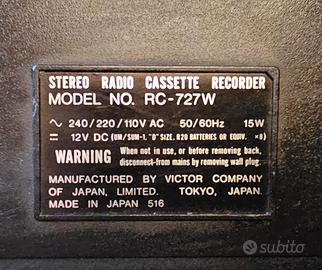 STEREO RADIO CASSETTE RECORDER
MODEL NO. RC-727W
∼ 240/220/110V AC 50/60Hz 15W
⎓ 12V DC (UM/SUM-1, "D" SIZE, R20 BATTERIES OR EQUIV. ×8)
WARNING When not in use, or before removing back,
disconnect-from mains by removing wall plug.
MANUFACTURED BY VICTOR COMPANY
OF JAPAN, LIMITED. TOKYO, JAPAN.
MADE IN JAPAN 516
subito